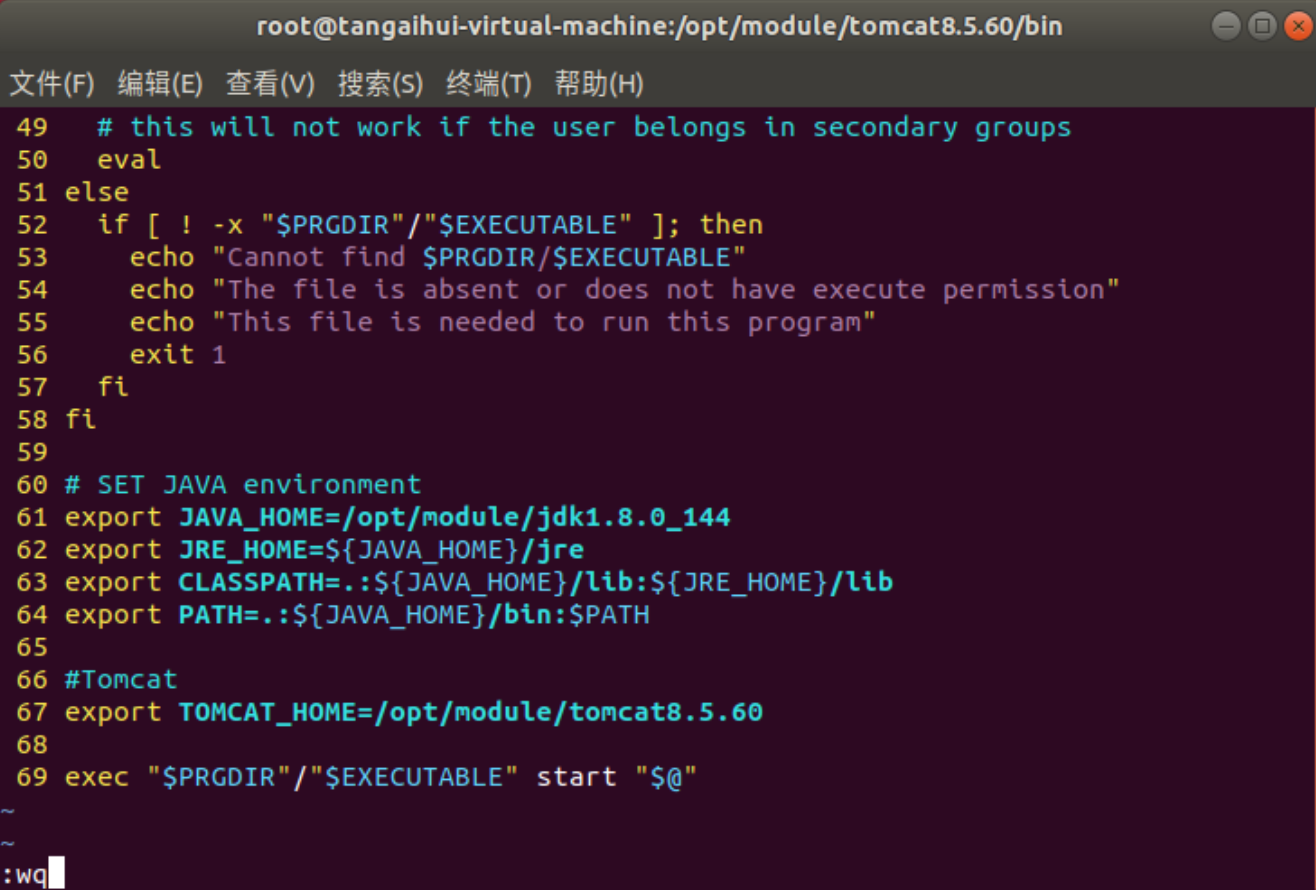 root@tangaihui-virtual-machine:/opt/module/tomcat8.5.60/bin
文件(F) 编辑(E) 查看(V) 搜索(S) 终端(T) 帮助(H)
49   # this will not work if the user belongs in secondary groups
50   eval
51 else
52   if [ ! -x "$PRGDIR"/"$EXECUTABLE" ]; then
53     echo "Cannot find $PRGDIR/$EXECUTABLE"
54     echo "The file is absent or does not have execute permission"
55     echo "This file is needed to run this program"
56     exit 1
57   fi
58 fi
59
60 # SET JAVA environment
61 export JAVA_HOME=/opt/module/jdk1.8.0_144
62 export JRE_HOME=${JAVA_HOME}/jre
63 export CLASSPATH=.:${JAVA_HOME}/lib:${JRE_HOME}/lib
64 export PATH=.:${JAVA_HOME}/bin:$PATH
65
66 #Tomcat
67 export TOMCAT_HOME=/opt/module/tomcat8.5.60
68
69 exec "$PRGDIR"/"$EXECUTABLE" start "$@"
~
~
:wq